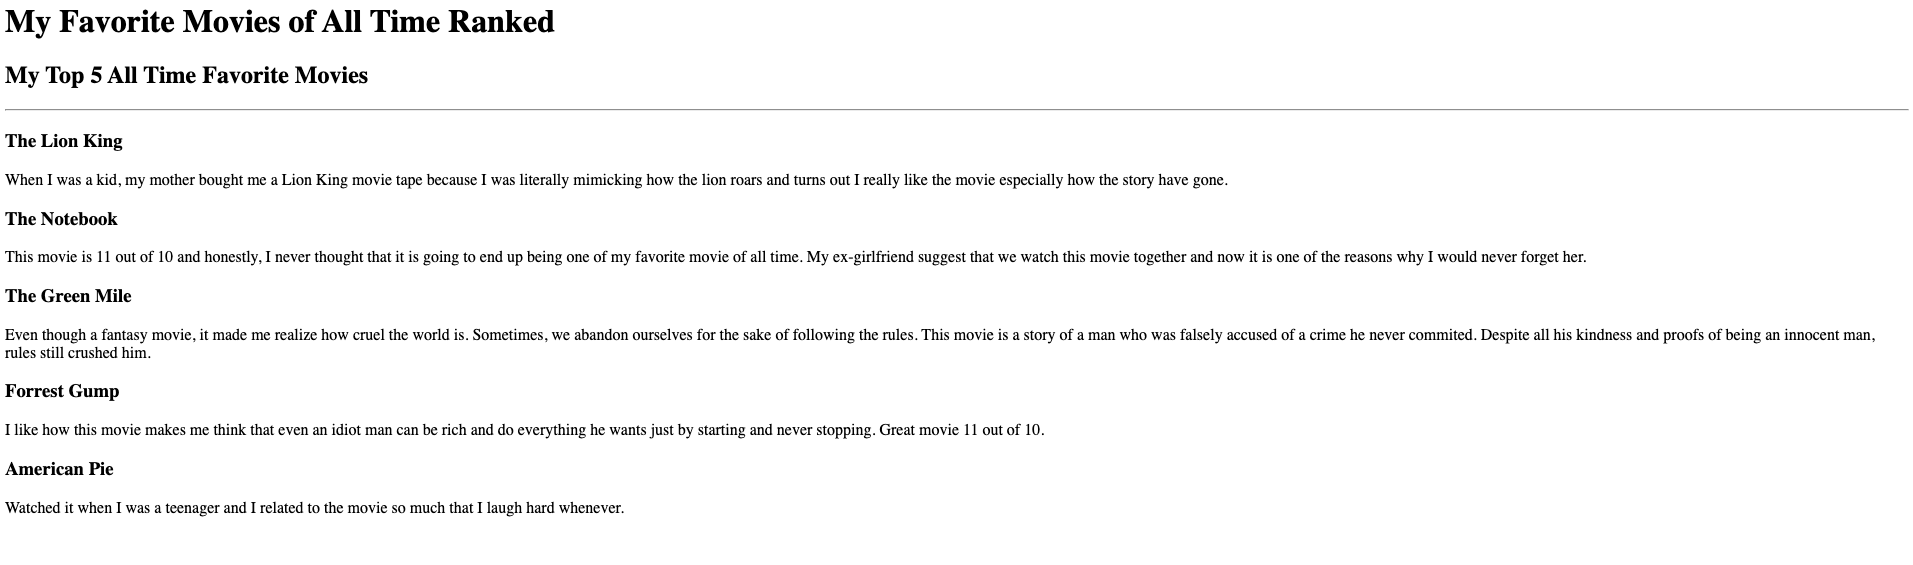 My Favorite Movies of All Time Ranked
My Top 5 All Time Favorite Movies
The Lion King
When I was a kid, my mother bought me a Lion King movie tape because I was literally mimicking how the lion roars and turns out I really like the movie especially how the story have gone.
The Notebook
This movie is 11 out of 10 and honestly, I never thought that it is going to end up being one of my favorite movie of all time. My ex-girlfriend suggest that we watch this movie together and now it is one of the reasons why I would never forget her.
The Green Mile
Even though a fantasy movie, it made me realize how cruel the world is. Sometimes, we abandon ourselves for the sake of following the rules. This movie is a story of a man who was falsely accused of a crime he never commited. Despite all his kindness and proofs of being an innocent man,
rules still crushed him.
Forrest Gump
I like how this movie makes me think that even an idiot man can be rich and do everything he wants just by starting and never stopping. Great movie 11 out of 10.
American Pie
Watched it when I was a teenager and I related to the movie so much that I laugh hard whenever.